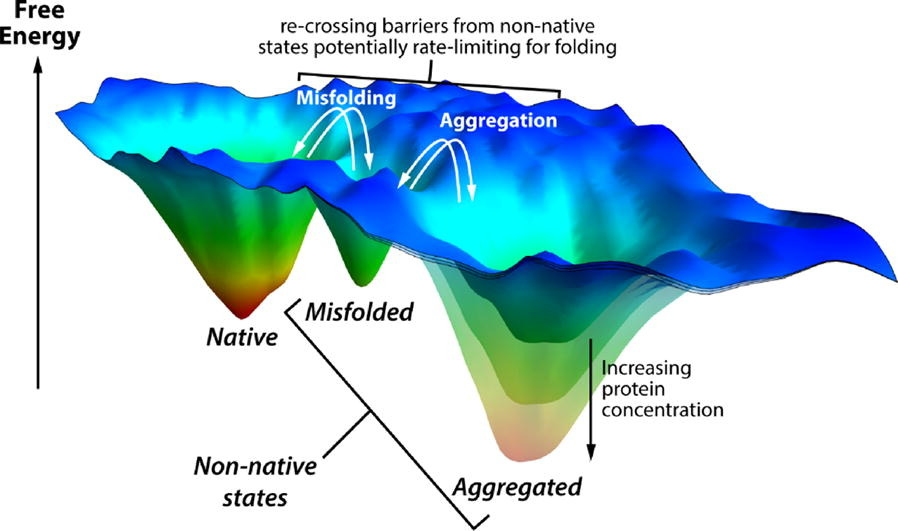 Free
Energy
re-crossing barriers from non-native
states potentially rate-limiting for folding
Misfolding
Aggregation
Misfolded
Native
Increasing
protein
concentration
Non-native
states
Aggregated